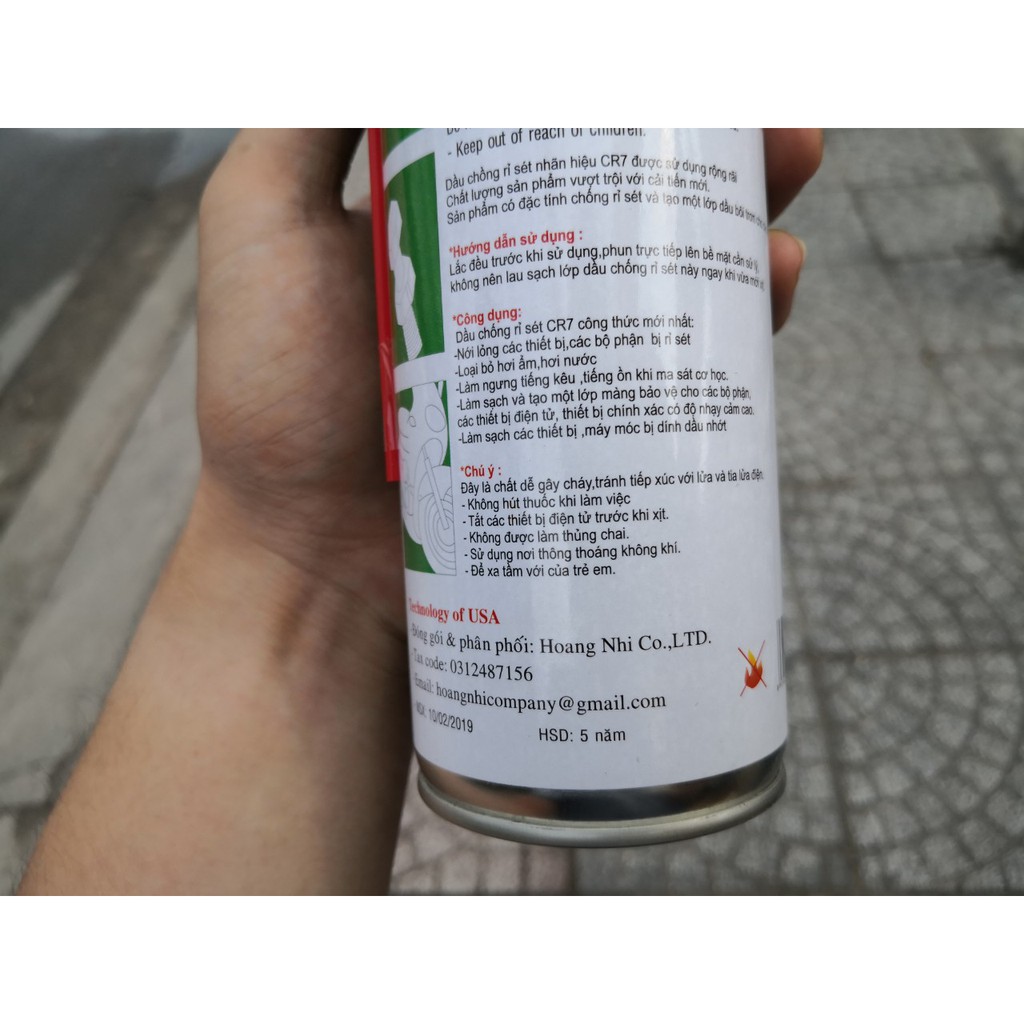 - Keep out of reach of children.
Dầu chống rỉ sét nhãn hiệu CR7 được sử dụng rộng rãi
Chất lượng sản phẩm vượt trội với cải tiến mới.
Sản phẩm có đặc tính chống rỉ sét và tạo một lớp dầu bôi trơn
*Hướng dẫn sử dụng :
Lắc đều trước khi sử dụng,phun trực tiếp lên bề mặt cần sử lý
không nên lau sạch lớp dầu chống rỉ sét này ngay khi vừa mới xịt
*Công dụng:
Dầu chống rỉ sét CR7 công thức mới nhất:
-Nới lỏng các thiết bị,các bộ phận bị rỉ sét
-Loại bỏ hơi ẩm,hơi nước
-Làm ngưng tiếng kêu ,tiếng ồn khi ma sát cơ học.
-Làm sạch và tạo một lớp màng bảo vệ cho các bộ phận,
các thiết bị điện tử, thiết bị chính xác có độ nhạy cảm cao.
-Làm sạch các thiết bị ,máy móc bị dính dầu nhớt
*Chú ý :
Đây là chất dễ gây cháy,tránh tiếp xúc với lửa và tia lửa điện.
- Không hút thuốc khi làm việc
- Tắt các thiết bị điện tử trước khi xịt.
- Không được làm thủng chai.
- Sử dụng nơi thông thoáng không khí.
- Để xa tầm với của trẻ em.
Technology of USA
- Đóng gói & phân phối: Hoang Nhi Co.,LTD.
- Tax code: 0312487156
Email: hoangnhicompany@gmail.com
NSX: 10/02/2019
HSD: 5 năm